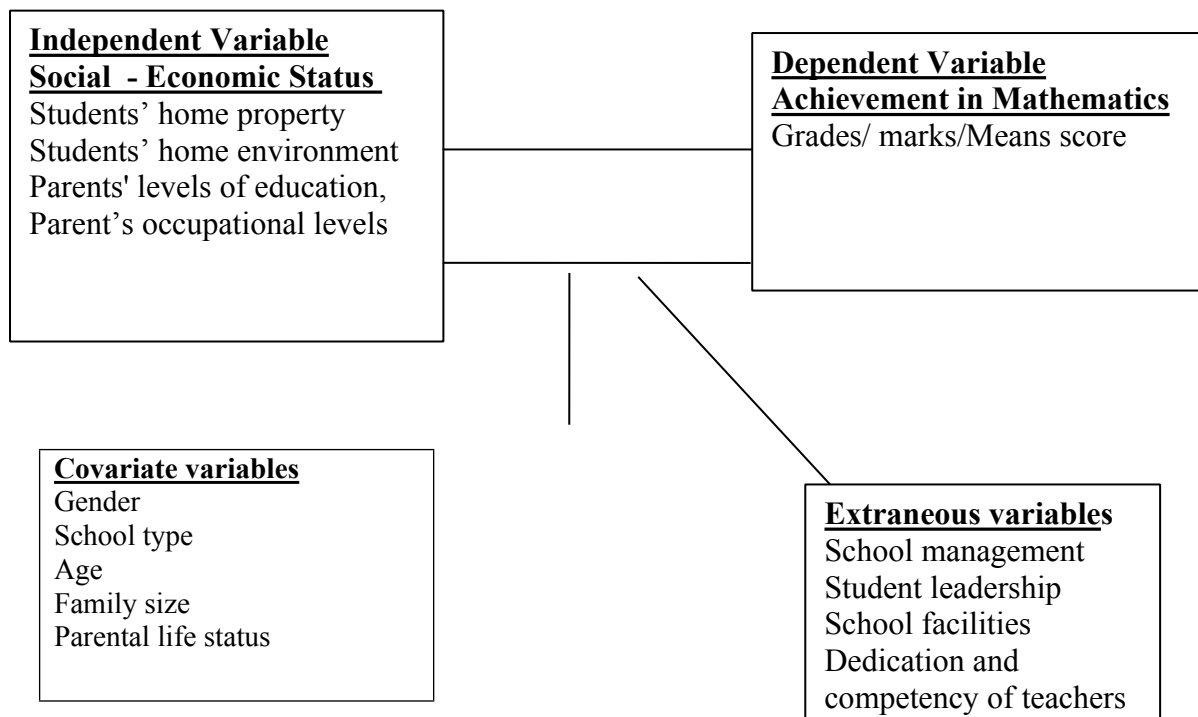 Independent Variable
Social - Economic Status
Students’ home property
Students’ home environment
Parents' levels of education,
Parent’s occupational levels
Dependent Variable
Achievement in Mathematics
Grades/ marks/Means score
Covariate variables
Gender
School type
Age
Family size
Parental life status
Extraneous variables
School management
Student leadership
School facilities
Dedication and
competency of teachers